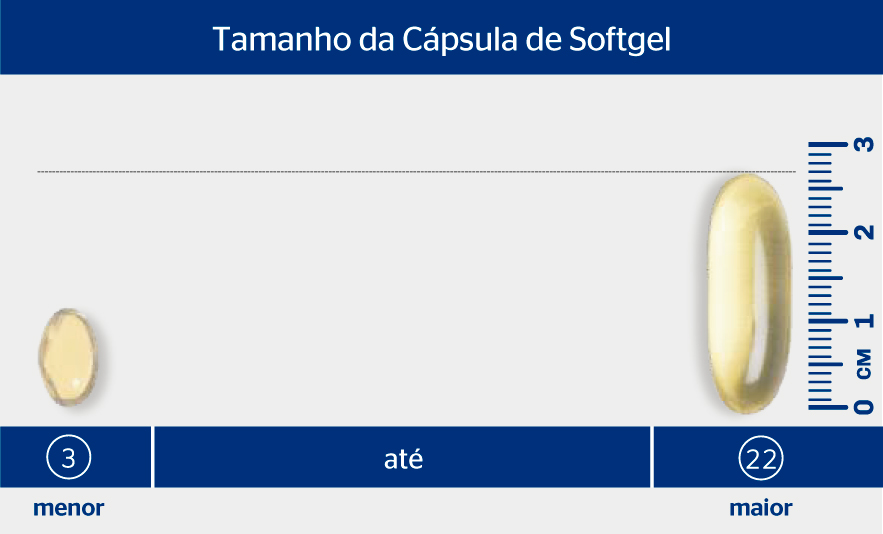 Tamanho da Cápsula de Softgel
3
2
1
CM
0
3
até
22
menor
maior